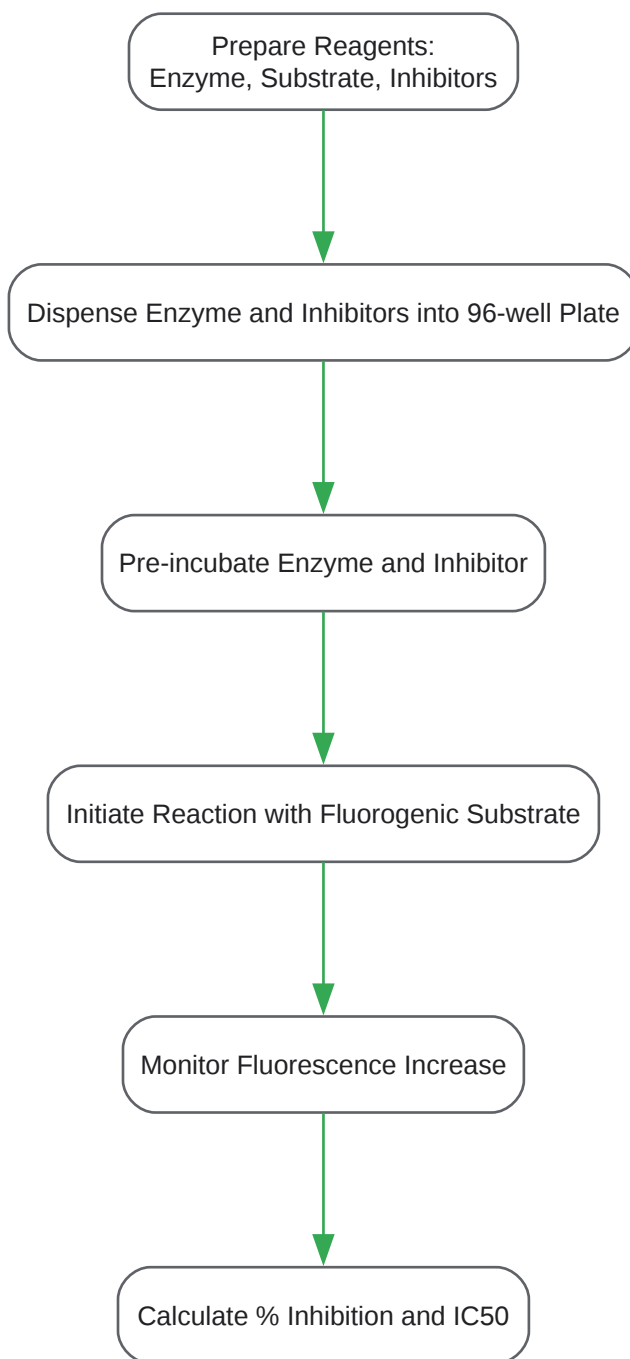 Prepare Reagents:
Enzyme, Substrate, Inhibitors
Dispense Enzyme and Inhibitors into 96-well Plate
Pre-incubate Enzyme and Inhibitor
Initiate Reaction with Fluorogenic Substrate
Monitor Fluorescence Increase
Calculate % Inhibition and IC50